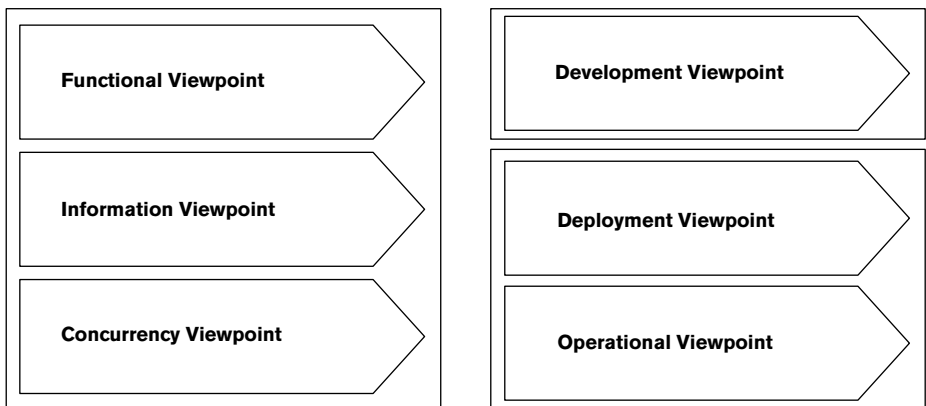 Functional Viewpoint
Information Viewpoint
Concurrency Viewpoint
Development Viewpoint
Deployment Viewpoint
Operational Viewpoint